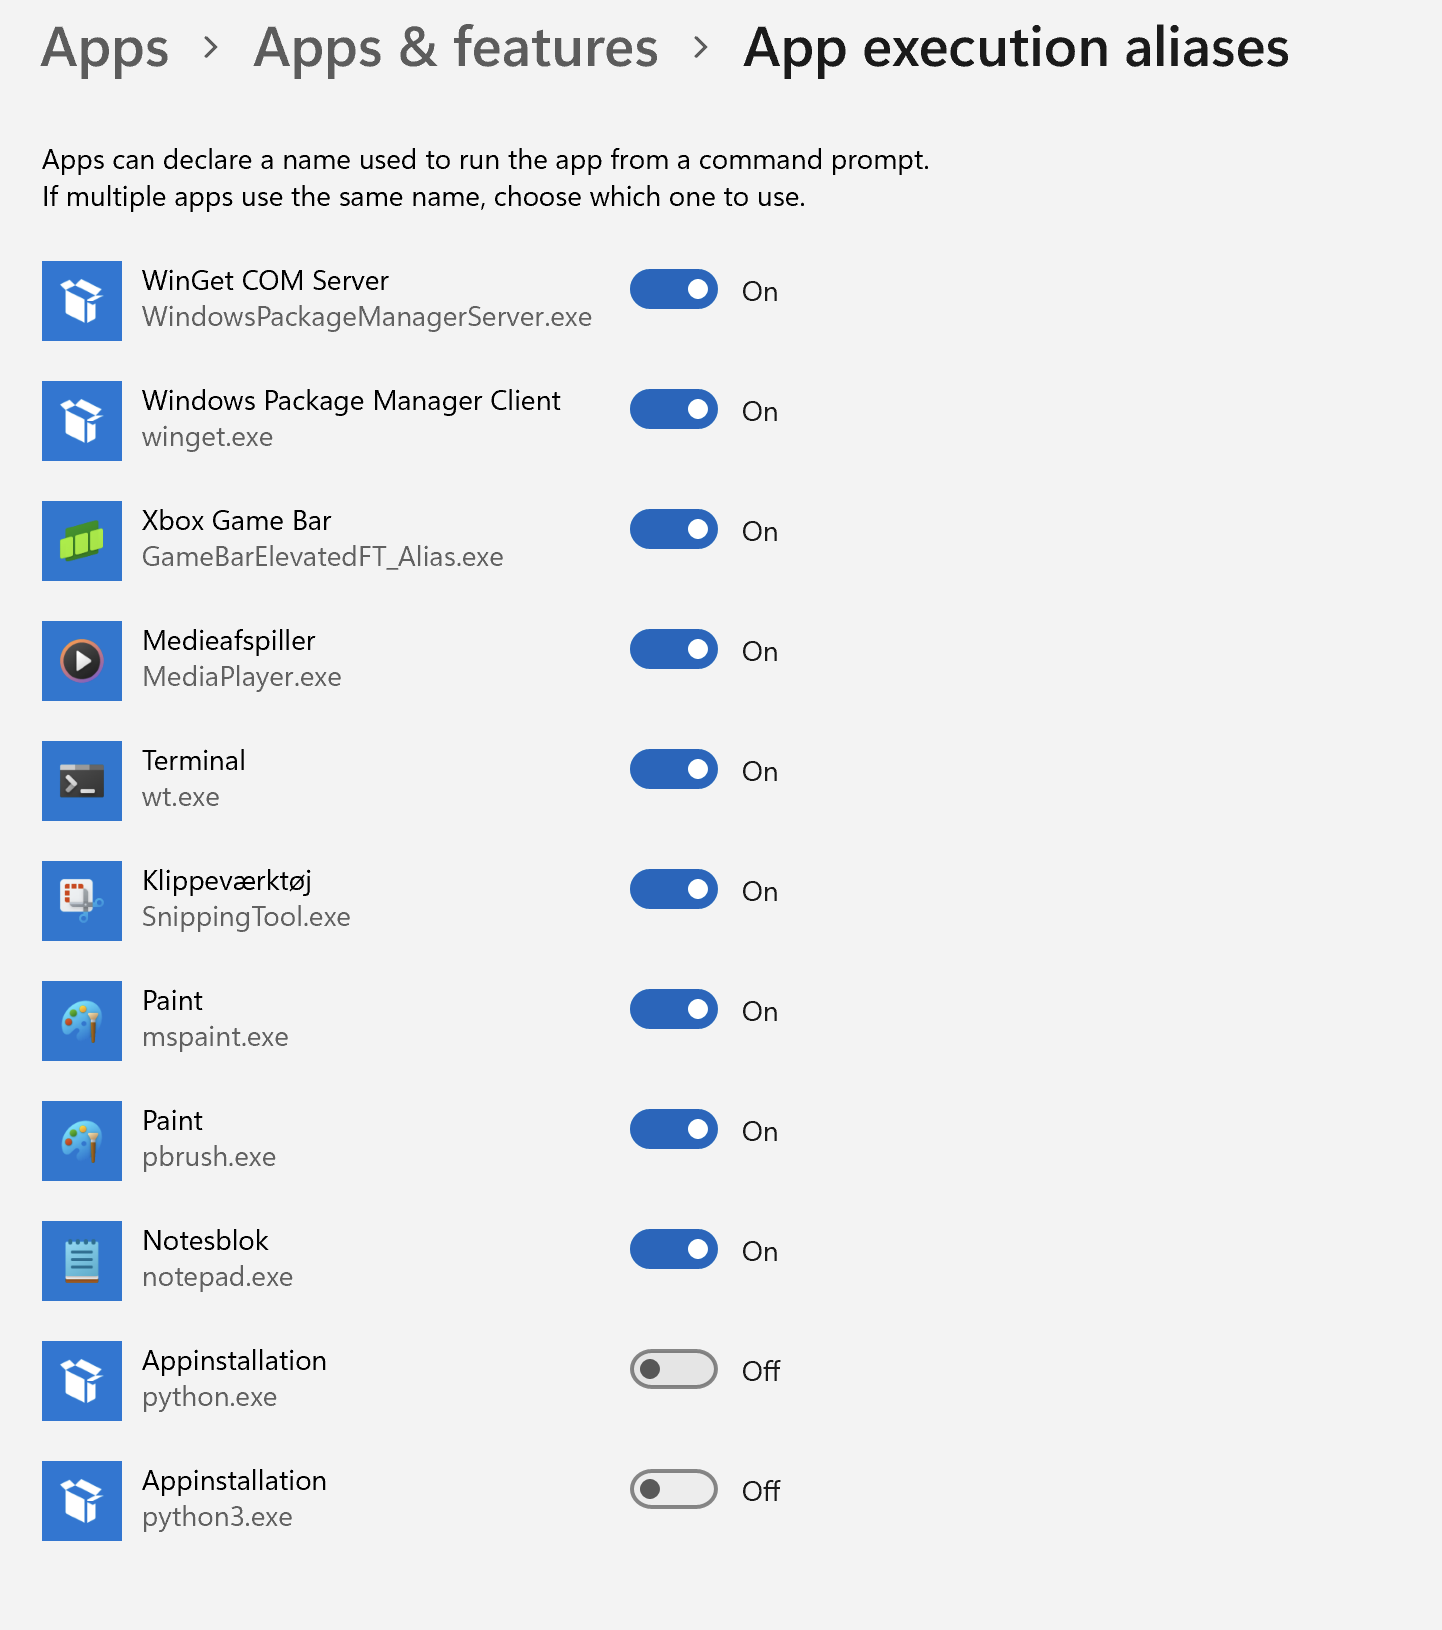 Apps > Apps & features > App execution aliases
Apps can declare a name used to run the app from a command prompt.
If multiple apps use the same name, choose which one to use.
WinGet COM Server
WindowsPackageManagerServer.exe
On
Windows Package Manager Client
winget.exe
On
Xbox Game Bar
GameBarElevatedFT_Alias.exe
On
Medieafspiller
MediaPlayer.exe
On
Terminal
wt.exe
On
Klippeværktøj
SnippingTool.exe
On
Paint
mspaint.exe
On
Paint
pbrush.exe
On
Notesblok
notepad.exe
On
Appinstallation
python.exe
Off
Appinstallation
python3.exe
Off